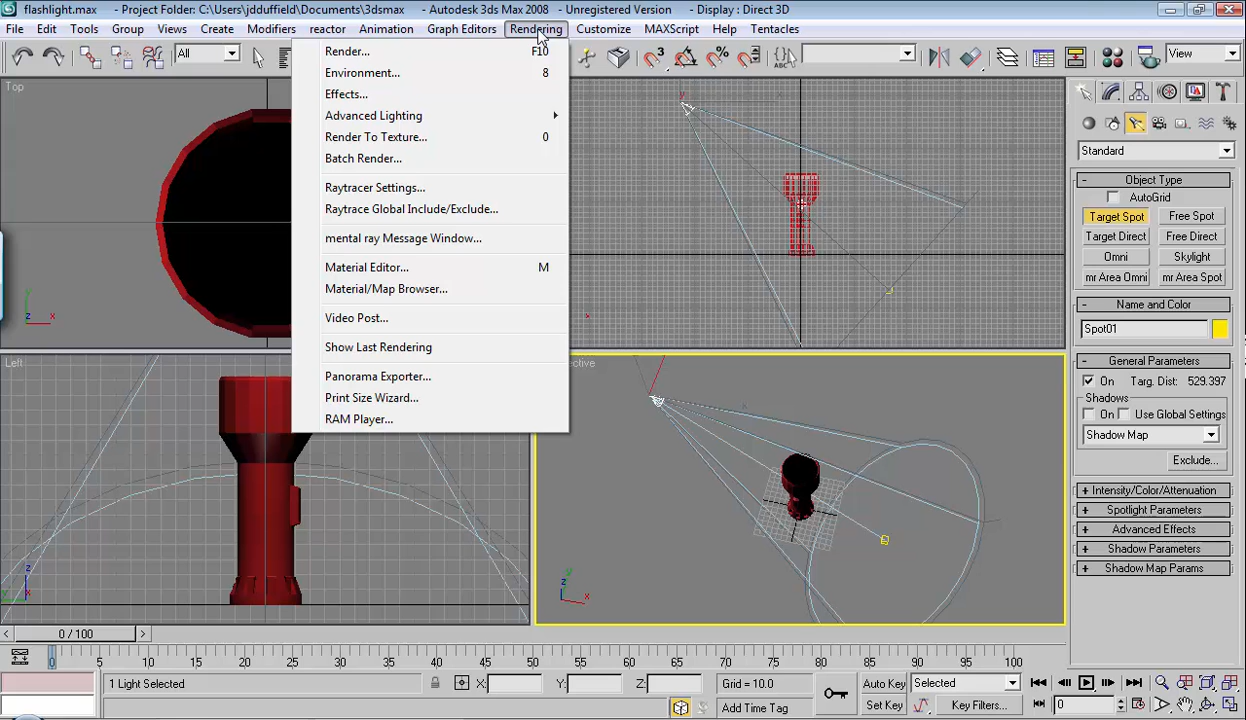 flashlight.max - Project Folder: C:\Users\jdduffield\Documents\3dsmax - Autodesk 3ds Max 2008 - Unregistered Version - Display : Direct 3D
File Edit Tools Group Views Create Modifiers reactor Animation Graph Editors Rendering Customize MAXScript Help Tentacles
All
View
Top
Render... F10
Environment... 8
Effects...
Advanced Lighting
Render To Texture... 0
Batch Render...
Raytracer Settings...
Raytrace Global Include/Exclude...
mental ray Message Window...
Material Editor... M
Material/Map Browser...
Video Post...
Show Last Rendering
Panorama Exporter...
Print Size Wizard...
RAM Player...
y
x
z x
Left
z
y x
spective
z y
x
Standard
- Object Type
AutoGrid
Target Spot Free Spot
Target Direct Free Direct
Omni Skylight
mr Area Omni mr Area Spot
- Name and Color
Spot01
- General Parameters
On Targ. Dist: 529.397
Shadows
On Use Global Settings
Shadow Map
Exclude...
+ Intensity/Color/Attenuation
+ Spotlight Parameters
+ Advanced Effects
+ Shadow Parameters
+ Shadow Map Params
< 0 / 100 >
0 5 10 15 20 25 30 35 40 45 50 55 60 65 70 75 80 85 90 95 100
1 Light Selected
X: Y: Z: Grid = 10.0
Add Time Tag
Auto Key Selected
Set Key Key Filters...
0